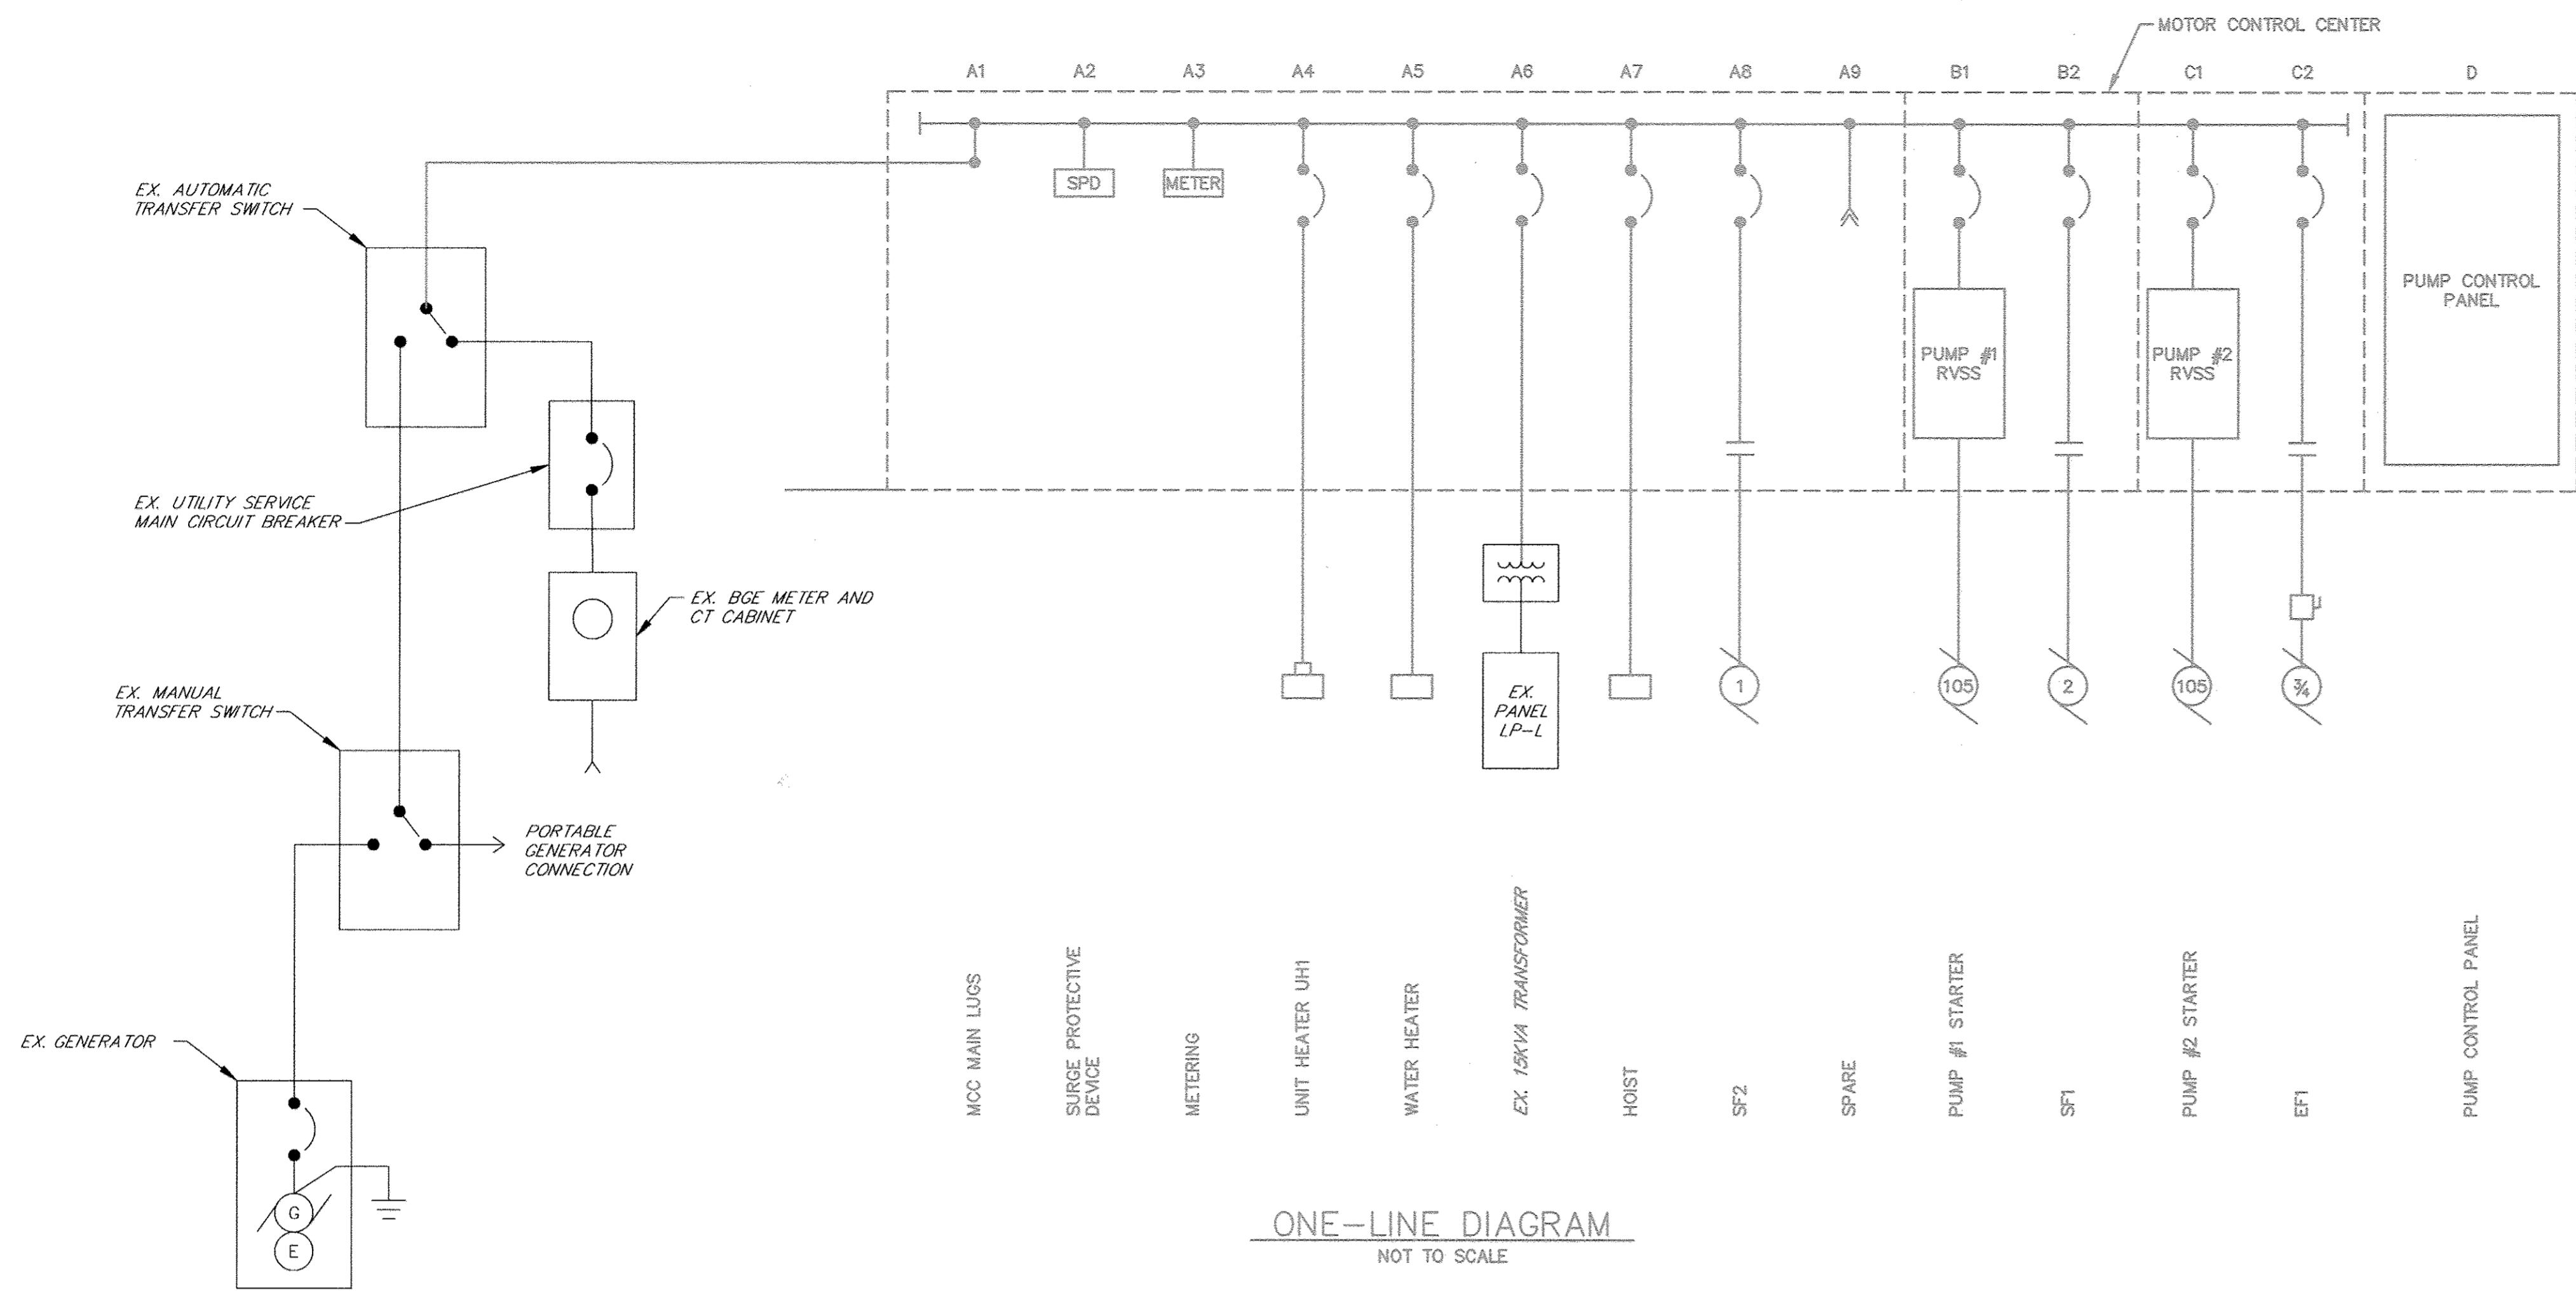 MOTOR CONTROL CENTER
A1 A2 A3 A4 A5 A6 A7 A8 A9 B1 B2 C1 C2 D
EX. AUTOMATIC
TRANSFER SWITCH
SPD
METER
PUMP CONTROL
PANEL
PUMP #1
RVSS
PUMP #2
RVSS
EX. UTILITY SERVICE
MAIN CIRCUIT BREAKER
EX. BGE METER AND
CT CABINET
EX. MANUAL
TRANSFER SWITCH
EX.
PANEL
LP-L
1
105
2
105
¾
PORTABLE
GENERATOR
CONNECTION
EX. GENERATOR
G
E
MCC MAIN LUGS
SURGE PROTECTIVE
DEVICE
METERING
UNIT HEATER UH1
WATER HEATER
EX. 15KVA TRANSFORMER
HOIST
SF2
SPARE
PUMP #1 STARTER
SF1
PUMP #2 STARTER
EF1
PUMP CONTROL PANEL
ONE-LINE DIAGRAM
NOT TO SCALE